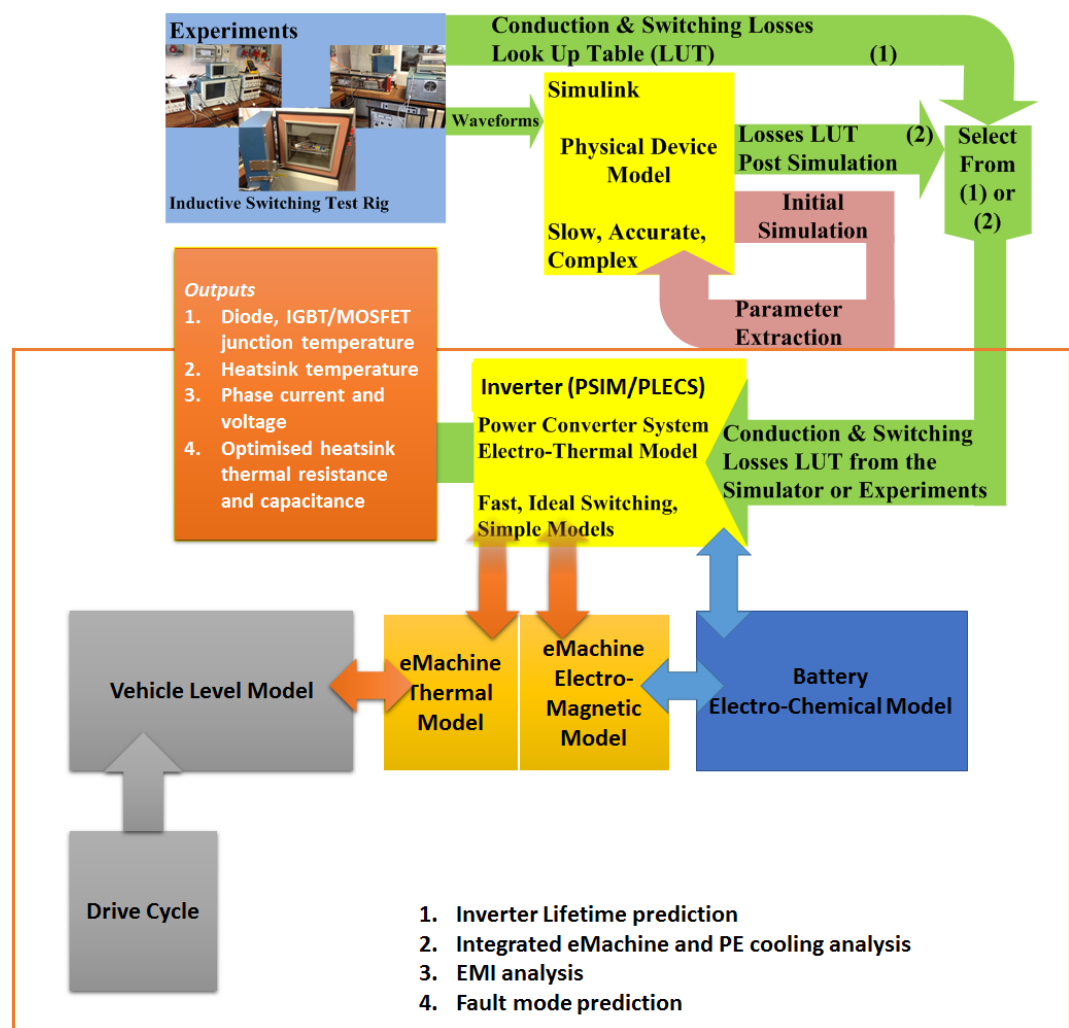 Experiments
Inductive Switching Test Rig
Conduction & Switching Losses
Look Up Table (LUT) (1)
Waveforms
Simulink
Physical Device
Model
Slow, Accurate,
Complex
Losses LUT (2)
Post Simulation
Select
From
(1) or
(2)
Initial
Simulation
Parameter
Extraction
Outputs
1. Diode, IGBT/MOSFET
junction temperature
2. Heatsink temperature
3. Phase current and
voltage
4. Optimised heatsink
thermal resistance
and capacitance
Inverter (PSIM/PLECS)
Power Converter System
Electro-Thermal Model
Fast, Ideal Switching,
Simple Models
Conduction & Switching
Losses LUT from the
Simulator or Experiments
Vehicle Level Model
eMachine
Thermal
Model
eMachine
Electro-
Magnetic
Model
Battery
Electro-Chemical Model
Drive Cycle
1. Inverter Lifetime prediction
2. Integrated eMachine and PE cooling analysis
3. EMI analysis
4. Fault mode prediction